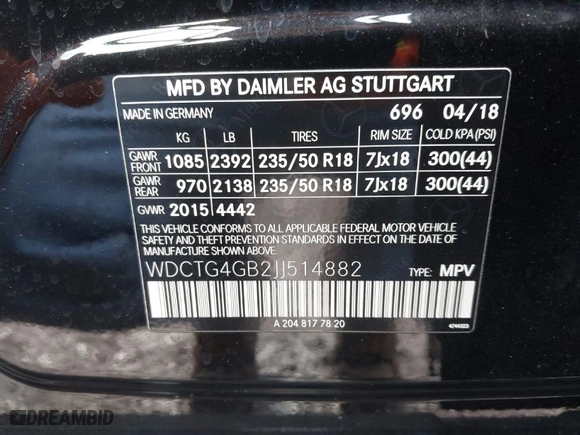 MFD BY DAIMLER AG STUTTGART
MADE IN GERMANY 696 04/18
KG LB TIRES RIM SIZE COLD KPA(PSI)
GAWR FRONT 1085 2392 235/50 R18 7Jx18 300(44)
GAWR REAR 970 2138 235/50 R18 7Jx18 300(44)
GVWR 2015 4442
THIS VEHICLE CONFORMS TO ALL APPLICABLE FEDERAL MOTOR VEHICLE
SAFETY AND THEFT PREVENTION STANDARDS IN EFFECT ON THE DATE OF
MANUFACTURE SHOWN ABOVE.
WDCTG4GB2JJ514882 TYPE: MPV
A 204 817 78 20
DREAMBID